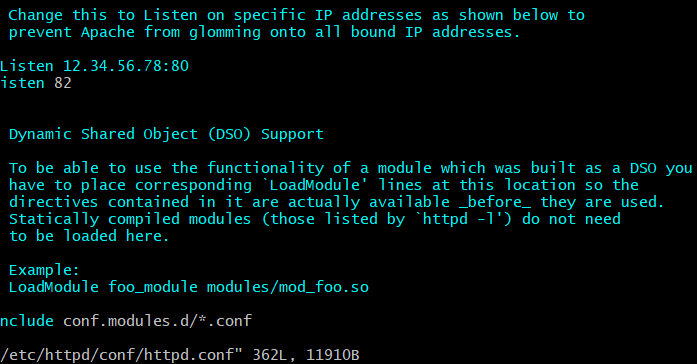 Change this to Listen on specific IP addresses as shown below to
prevent Apache from glomming onto all bound IP addresses.
Listen 12.34.56.78:80
isten 82
Dynamic Shared Object (DSO) Support
To be able to use the functionality of a module which was built as a DSO you
have to place corresponding `LoadModule' lines at this location so the
directives contained in it are actually available _before_ they are used.
Statically compiled modules (those listed by `httpd -l') do not need
to be loaded here.
Example:
LoadModule foo_module modules/mod_foo.so
nclude conf.modules.d/*.conf
/etc/httpd/conf/httpd.conf" 362L, 11910B